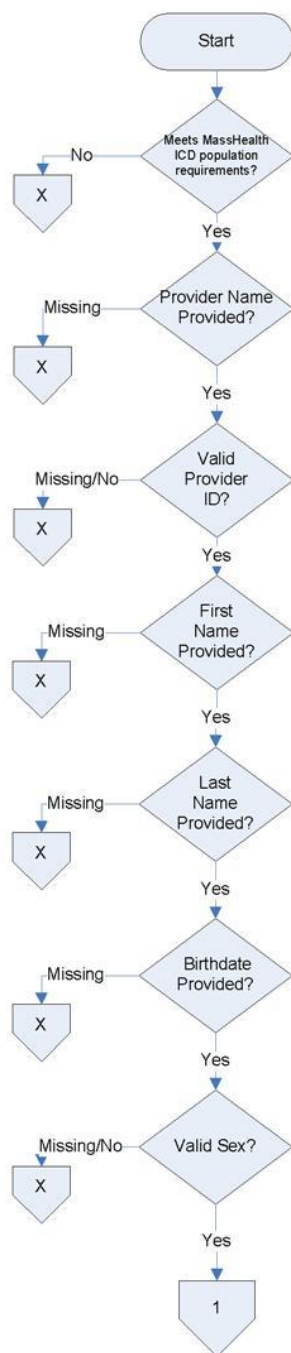 Start
Meets MassHealth
ICD population
requirements?
No
X
Yes
Provider Name
Provided?
Missing
X
Yes
Valid
Provider
ID?
Missing/No
X
Yes
First
Name
Provided?
Missing
X
Yes
Last
Name
Provided?
Missing
X
Yes
Birthdate
Provided?
Missing
X
Yes
Valid Sex?
Missing/No
X
Yes
1